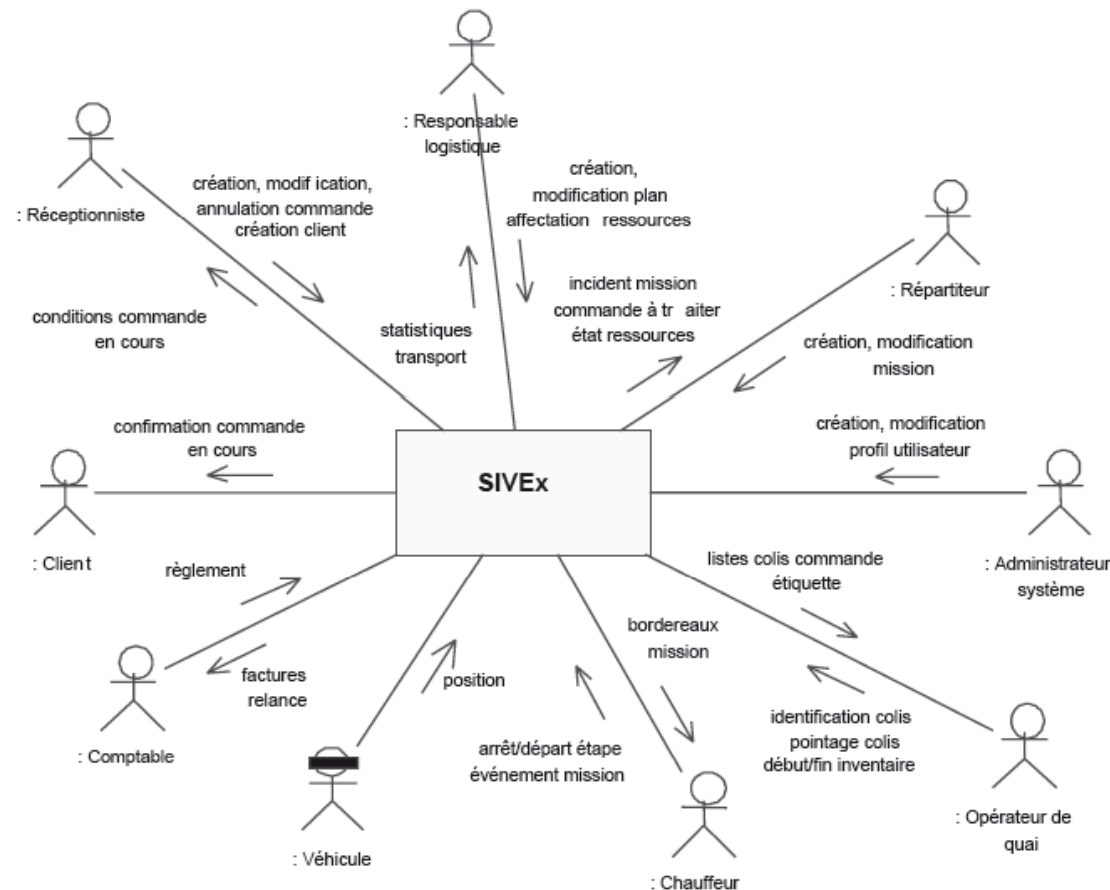 : Responsable
logistique
: Réceptionniste
création, modif ication,
annulation commande
création client
conditions commande
en cours
création,
modification plan
affectation ressources
statistiques
transport
incident mission
commande à tr aiter
état ressources
: Répartiteur
création, modification
mission
confirmation commande
en cours
: Client
SIVEx
création, modification
profil utilisateur
: Administrateur
système
règlement
factures
relance
: Comptable
position
: Véhicule
arrêt/départ étape
événement mission
bordereaux
mission
: Chauffeur
listes colis commande
étiquette
identification colis
pointage colis
début/fin inventaire
: Opérateur de
quai